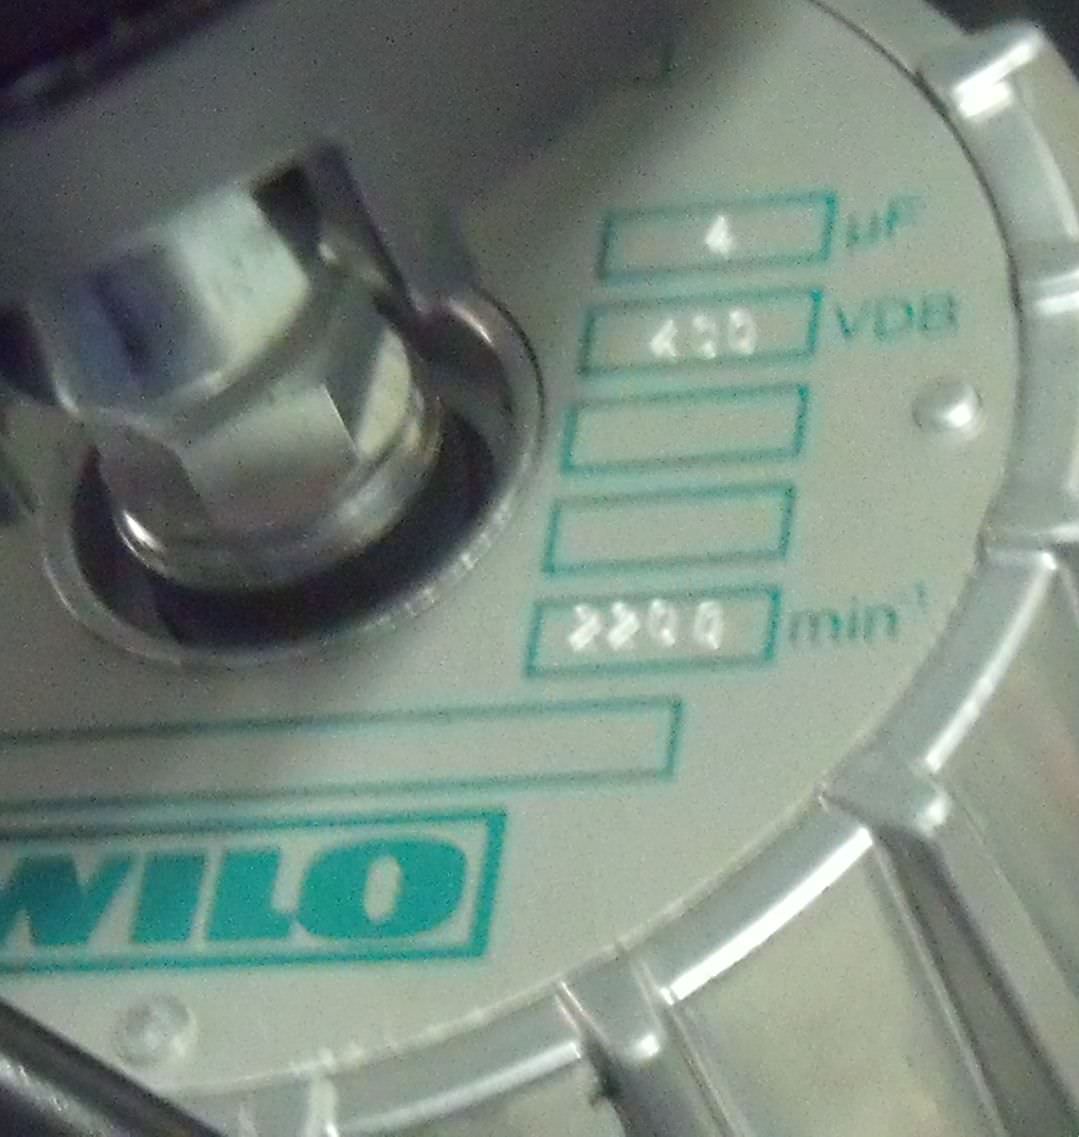 4 µF
400 VDB
2200 min⁻¹
WILO